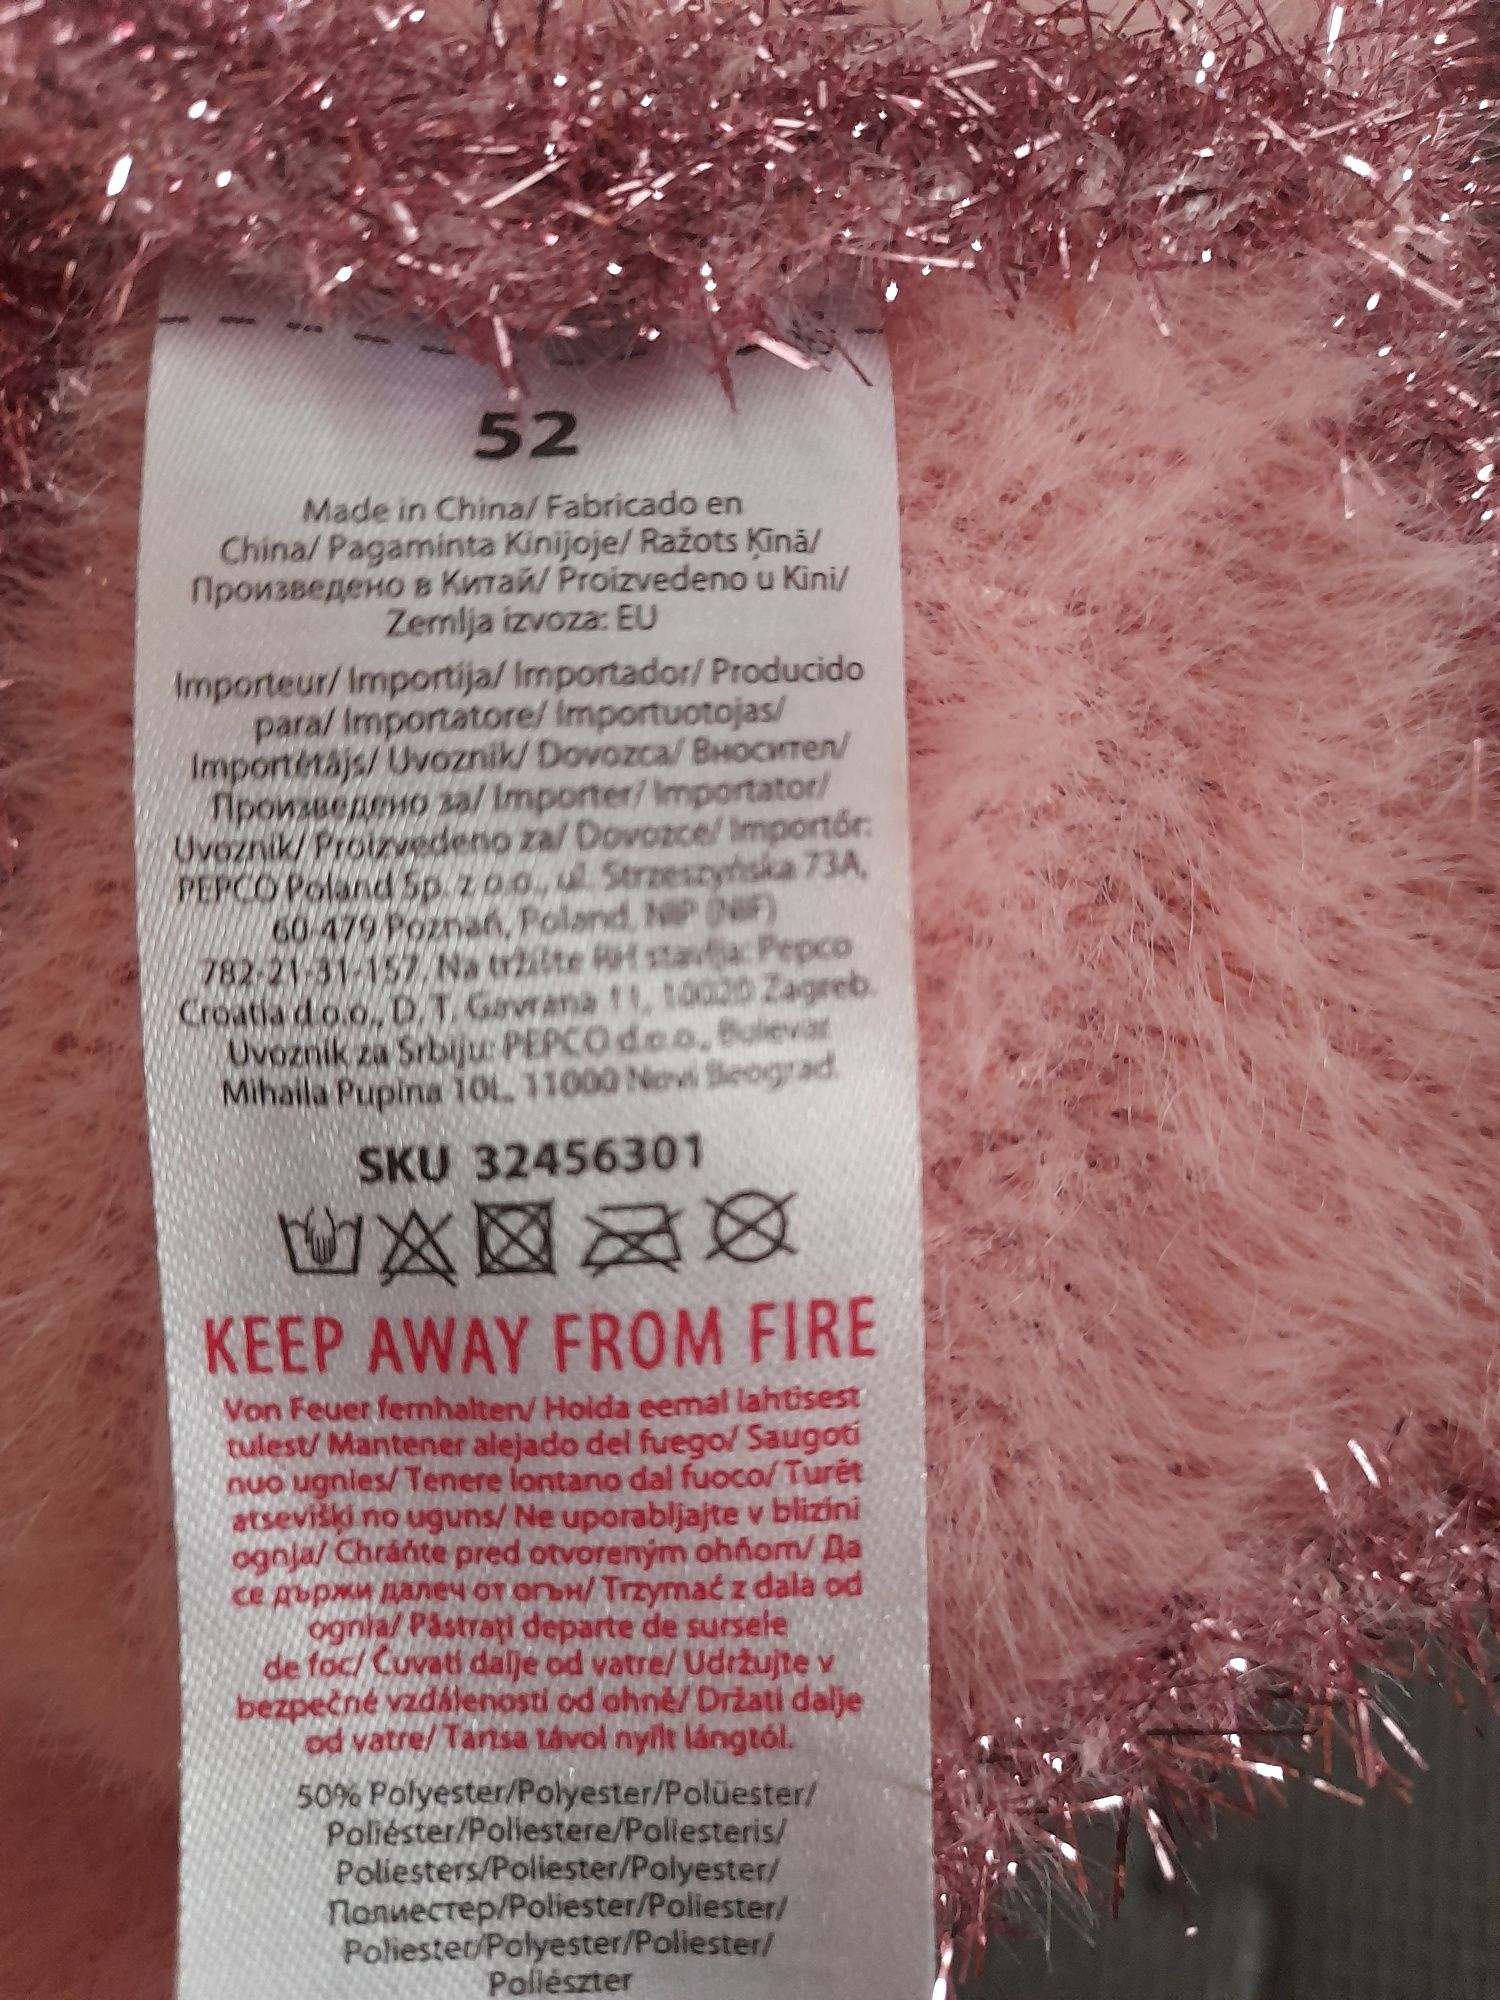 52
Made in China/ Fabricado en
China/ Pagaminta Kinijoje/ Ražots Ķīnā/
Произведено в Китай/ Proizvedeno u Kini/
Zemlja izvoza: EU
Importeur/ Importija/ Importador/ Producido
para/ Importatore/ Importuotojas/
Importētājs/ Uvoznik/ Dovozca/ Вносител/
Произведено за/ Importer/ Importator/
Uvoznik/ Proizvedeno za/ Dovozce/ Importőr:
PEPCO Poland Sp. z o.o., ul. Strzeszyńska 73A,
60-479 Poznań, Poland, NIP (NIF)
782-21-31-157, Na tržište RH stavlja: Pepco
Croatia d.o.o., D. T. Gavrana 11, 10020 Zagreb.
Uvoznik za Srbiju: PEPCO d.o.o., Bulevar
Mihaila Pupina 10L, 11000 Novi Beograd.
SKU 32456301
KEEP AWAY FROM FIRE
Von Feuer fernhalten/ Hoida eemal lahtisest
tulest/ Mantener alejado del fuego/ Saugoti
nuo ugnies/ Tenere lontano dal fuoco/ Turēt
atsevišķi no uguns/ Ne uporabljajte v bližini
ognja/ Chráňte pred otvoreným ohňom/ Да
се държи далеч от огън/ Trzymać z dala od
ognia/ Păstrați departe de sursele
de foc/ Čuvati dalje od vatre/ Udržujte v
bezpečné vzdálenosti od ohně/ Držati dalje
od vatre/ Tartsa távol nyílt lángtól.
50% Polyester/Polyester/Polüester/
Poliéster/Poliestere/Poliesteris/
Poliesters/Poliester/Polyester/
Полиестер/Poliester/Poliester/
Poliester/Polyester/Poliester/
Poliészter